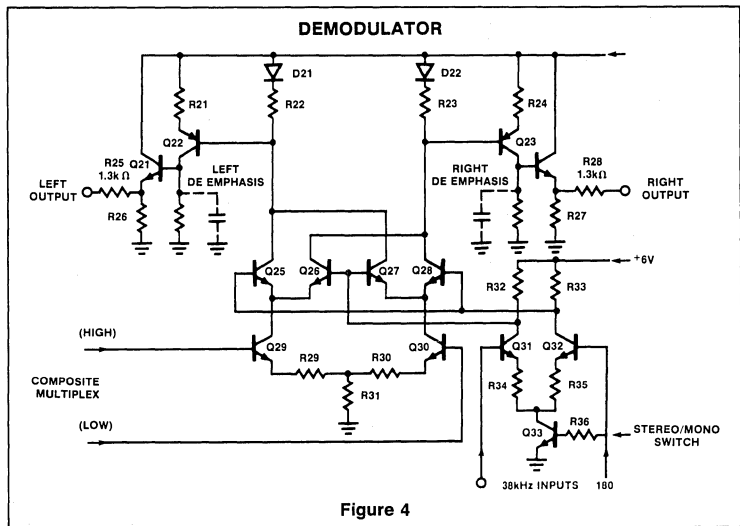 DEMODULATOR
D21
D22
R21
R22
R23
R24
Q22
Q23
Q21
R25
1.3kΩ
LEFT
OUTPUT
R26
LEFT
DE EMPHASIS
RIGHT
DE EMPHASIS
R28
1.3kΩ
RIGHT
OUTPUT
R27
Q25
Q26
Q27
Q28
+6V
R32
R33
(HIGH)
Q29
Q30
Q31
Q32
R29
R30
R34
R35
COMPOSITE
MULTIPLEX
R31
(LOW)
Q33
R36
STEREO/MONO
SWITCH
38kHz INPUTS
180
Figure 4